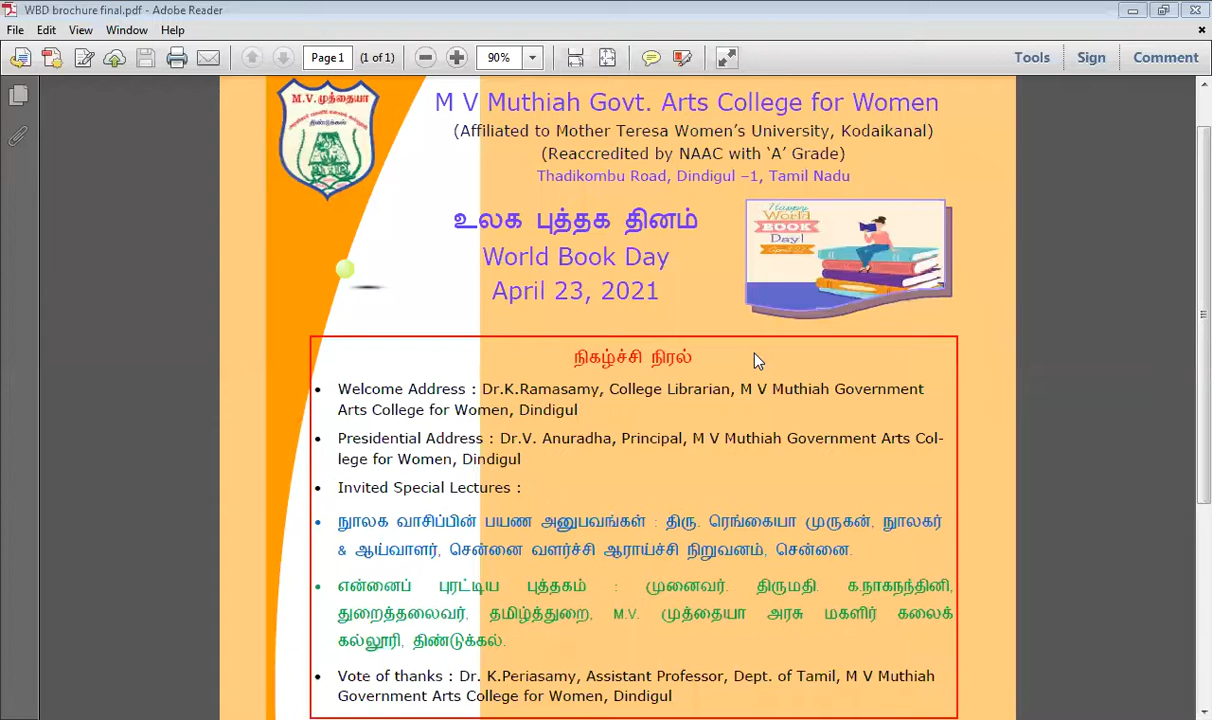 WBD brochure final.pdf - Adobe Reader
File Edit View Window Help
Page 1 (1 of 1) 90% Tools Sign Comment
M.V.முத்தையா
திண்டுக்கல்
M V Muthiah Govt. Arts College for Women
(Affiliated to Mother Teresa Women's University, Kodaikanal)
(Reaccredited by NAAC with 'A' Grade)
Thadikombu Road, Dindigul –1, Tamil Nadu
உலக புத்தக தினம்
World Book Day
April 23, 2021
Happy
World
BOOK
Day!
நிகழ்ச்சி நிரல்
• Welcome Address : Dr.K.Ramasamy, College Librarian, M V Muthiah Government
Arts College for Women, Dindigul
• Presidential Address : Dr.V. Anuradha, Principal, M V Muthiah Government Arts Col-
lege for Women, Dindigul
• Invited Special Lectures :
• நூலக வாசிப்பின் பயண அனுபவங்கள் : திரு. ரெங்கையா முருகன், நூலகர்
& ஆய்வாளர், சென்னை வளர்ச்சி ஆராய்ச்சி நிறுவனம், சென்னை.
• என்னைப் புரட்டிய புத்தகம் : முனைவர். திருமதி. க.நாகநந்தினி,
துறைத்தலைவர், தமிழ்த்துறை, M.V. முத்தையா அரசு மகளிர் கலைக்
கல்லூரி, திண்டுக்கல்.
• Vote of thanks : Dr. K.Periasamy, Assistant Professor, Dept. of Tamil, M V Muthiah
Government Arts College for Women, Dindigul